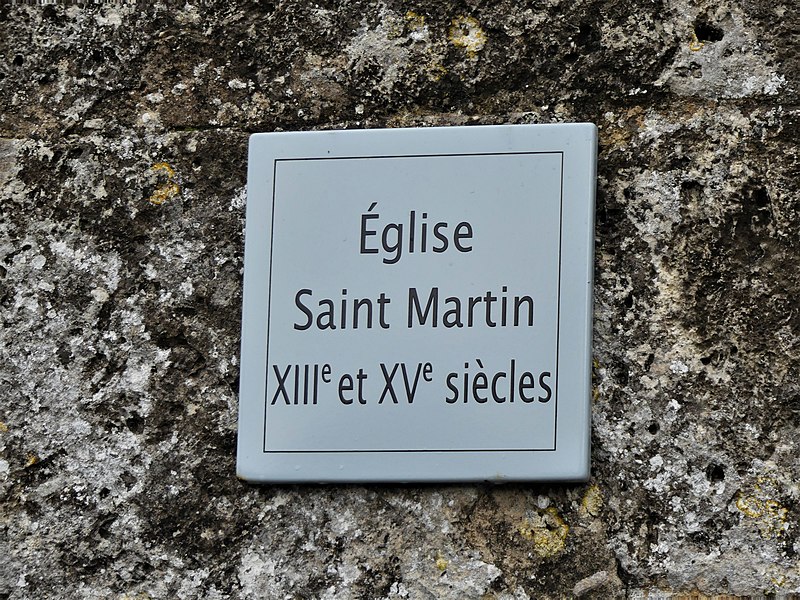 Église
Saint Martin
XIIIᵉ et XVᵉ siècles